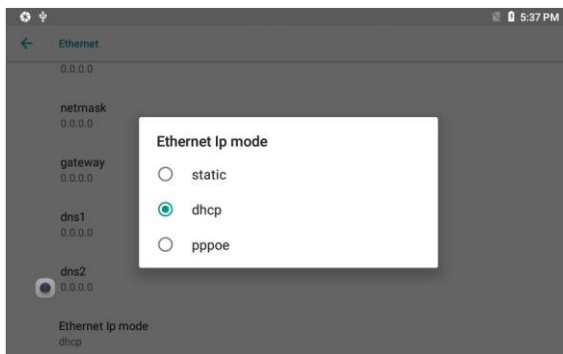 5:37 PM
Ethernet
0.0.0.0
netmask
0.0.0.0
gateway
0.0.0.0
dns1
0.0.0.0
dns2
0.0.0.0
Ethernet Ip mode
dhcp
Ethernet Ip mode
static
dhcp
pppoe